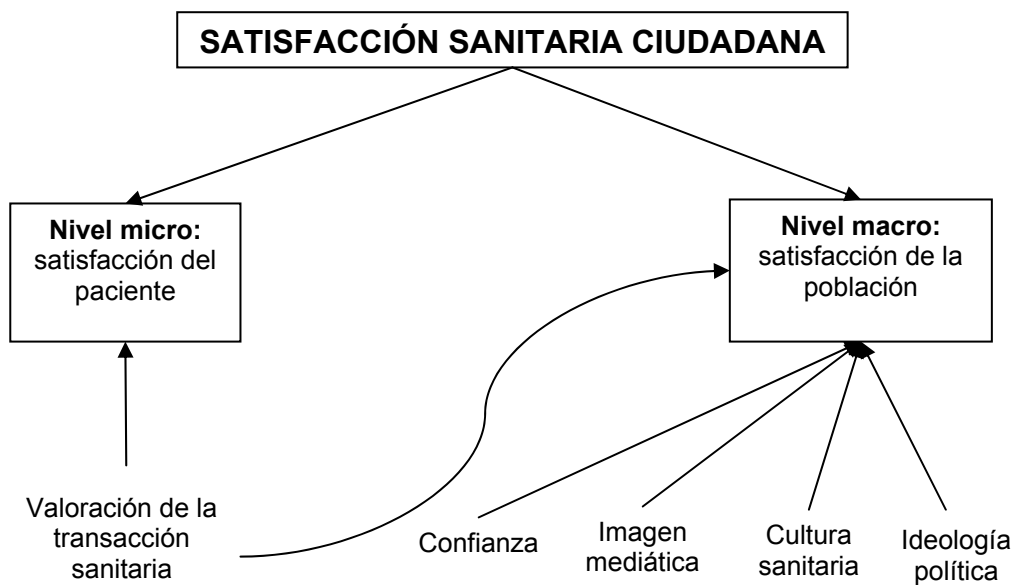 SATISFACCIÓN SANITARIA CIUDADANA
Nivel micro:
satisfacción del
paciente
Nivel macro:
satisfacción de la
población
Valoración de la
transacción
sanitaria
Confianza
Imagen
mediática
Cultura
sanitaria
Ideología
política